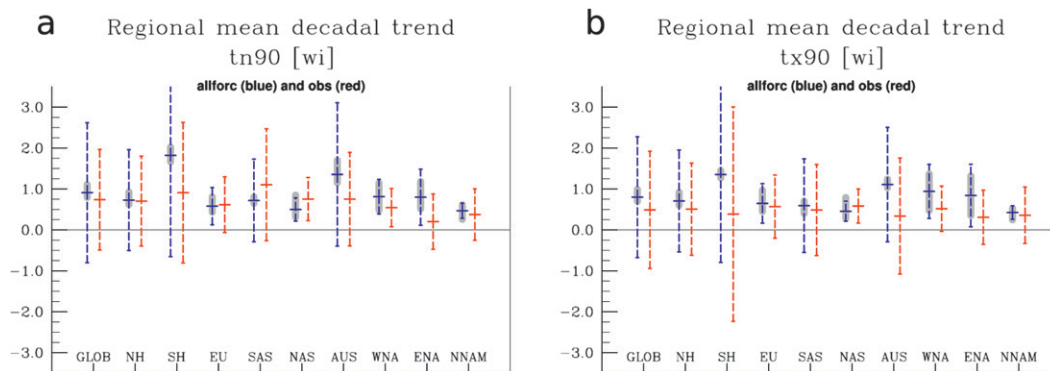 a
Regional mean decadal trend
tn90 [wi]
allforc (blue) and obs (red)
3.0
2.0
1.0
0.0
-1.0
-2.0
-3.0
GLOB NH SH EU SAS NAS AUS WNA ENA NNAM
b
Regional mean decadal trend
tx90 [wi]
allforc (blue) and obs (red)
3.0
2.0
1.0
0.0
-1.0
-2.0
-3.0
GLOB NH SH EU SAS NAS AUS WNA ENA NNAM